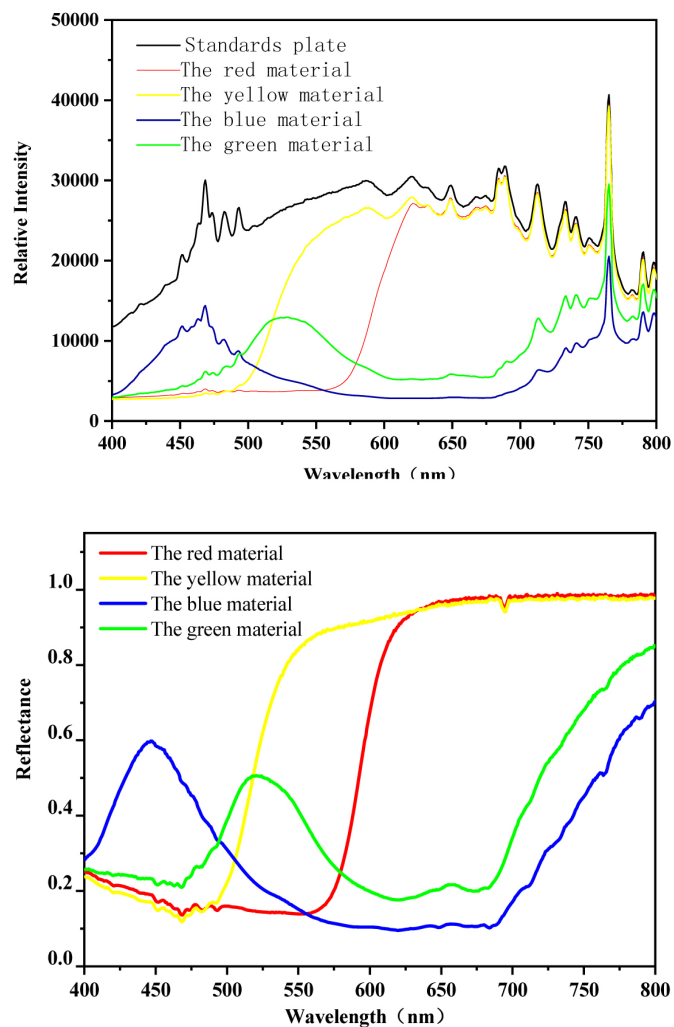 50000
40000
30000
20000
10000
0
Relative Intensity
Standards plate
The red material
The yellow material
The blue material
The green material
400 450 500 550 600 650 700 750 800
Wavelength（nm）
1.0
0.8
0.6
0.4
0.2
0.0
Reflectance
The red material
The yellow material
The blue material
The green material
400 450 500 550 600 650 700 750 800
Wavelength（nm）